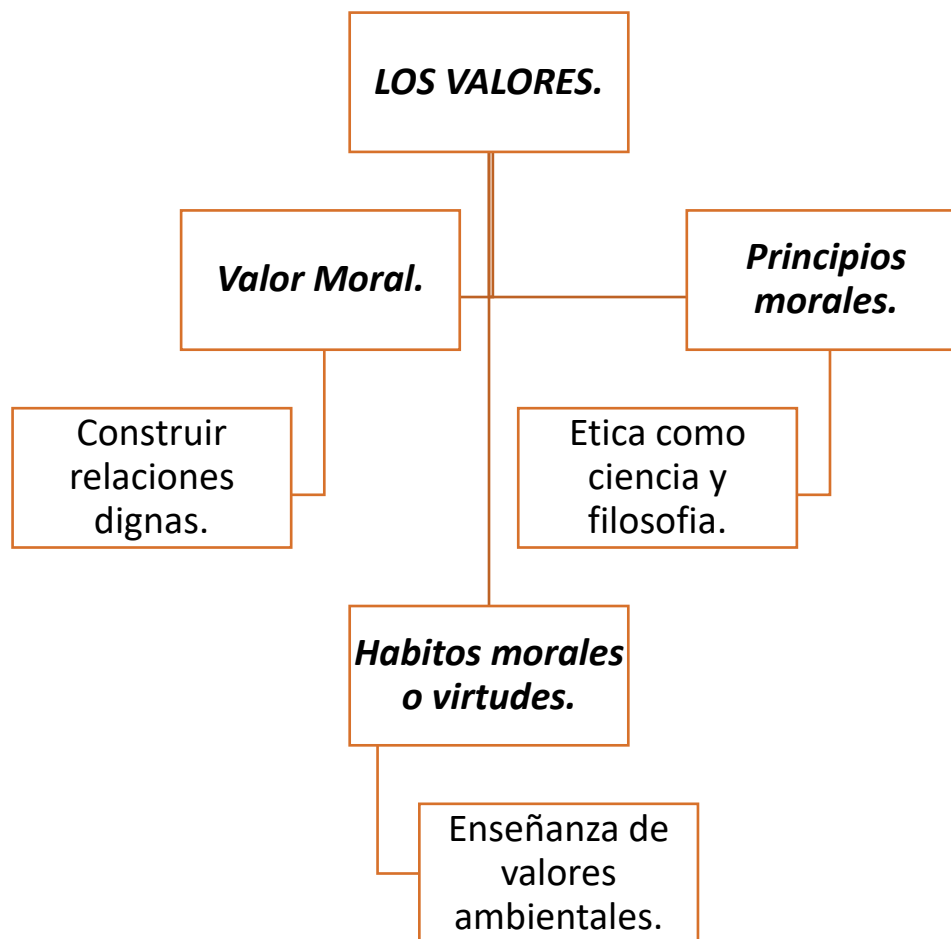 LOS VALORES.
Valor Moral.
Principios
morales.
Construir
relaciones
dignas.
Etica como
ciencia y
filosofia.
Habitos morales
o virtudes.
Enseñanza de
valores
ambientales.